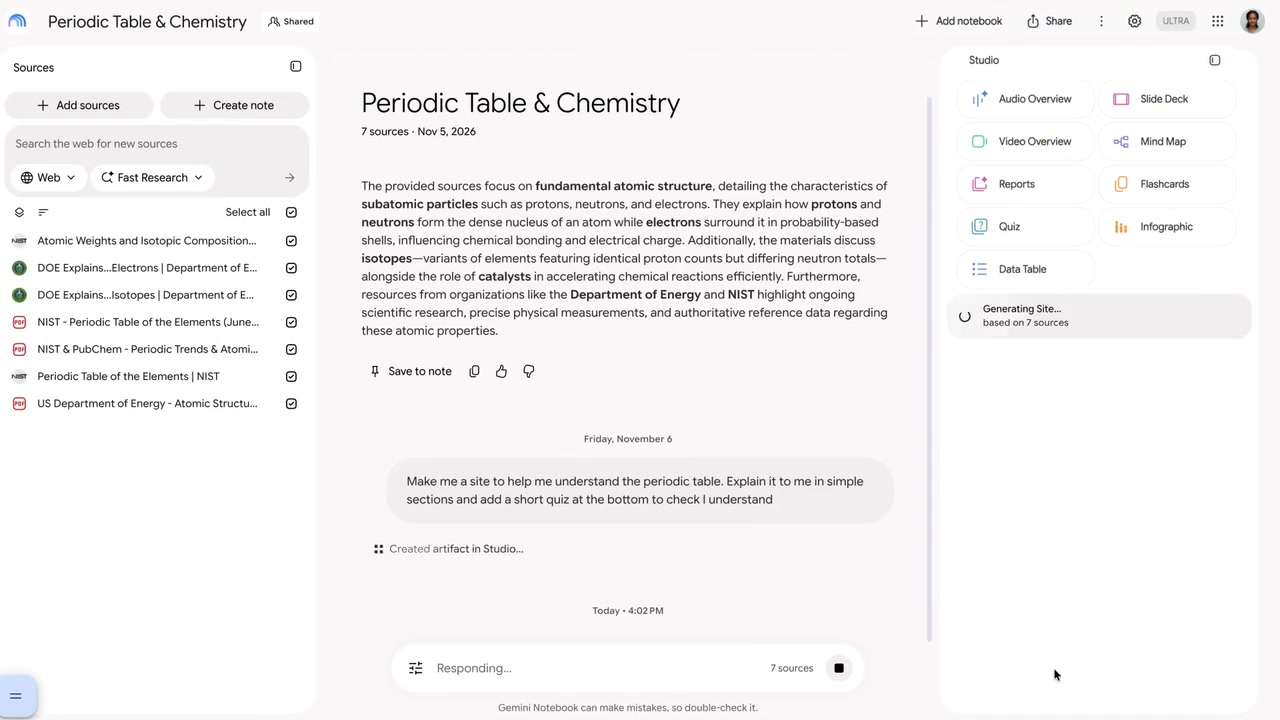 Periodic Table & Chemistry
Shared
Add notebook
Share
ULTRA
Sources
Add sources
Create note
Search the web for new sources
Web
Fast Research
Select all
NIST
Atomic Weights and Isotopic Composition...
DOE Explains...Electrons | Department of E...
DOE Explains...Isotopes | Department of E...
PDF
NIST - Periodic Table of the Elements (June...
PDF
NIST & PubChem - Periodic Trends & Atomi...
NIST
Periodic Table of the Elements | NIST
PDF
US Department of Energy - Atomic Structu...
Periodic Table & Chemistry
7 sources · Nov 5, 2026
The provided sources focus on fundamental atomic structure, detailing the characteristics of
subatomic particles such as protons, neutrons, and electrons. They explain how protons and
neutrons form the dense nucleus of an atom while electrons surround it in probability-based
shells, influencing chemical bonding and electrical charge. Additionally, the materials discuss
isotopes—variants of elements featuring identical proton counts but differing neutron totals—
alongside the role of catalysts in accelerating chemical reactions efficiently. Furthermore,
resources from organizations like the Department of Energy and NIST highlight ongoing
scientific research, precise physical measurements, and authoritative reference data regarding
these atomic properties.
Save to note
Friday, November 6
Make me a site to help me understand the periodic table. Explain it to me in simple
sections and add a short quiz at the bottom to check I understand
Created artifact in Studio...
Today • 4:02 PM
Responding...
7 sources
Gemini Notebook can make mistakes, so double-check it.
Studio
Audio Overview
Slide Deck
Video Overview
Mind Map
Reports
Flashcards
Quiz
Infographic
Data Table
Generating Site...
based on 7 sources